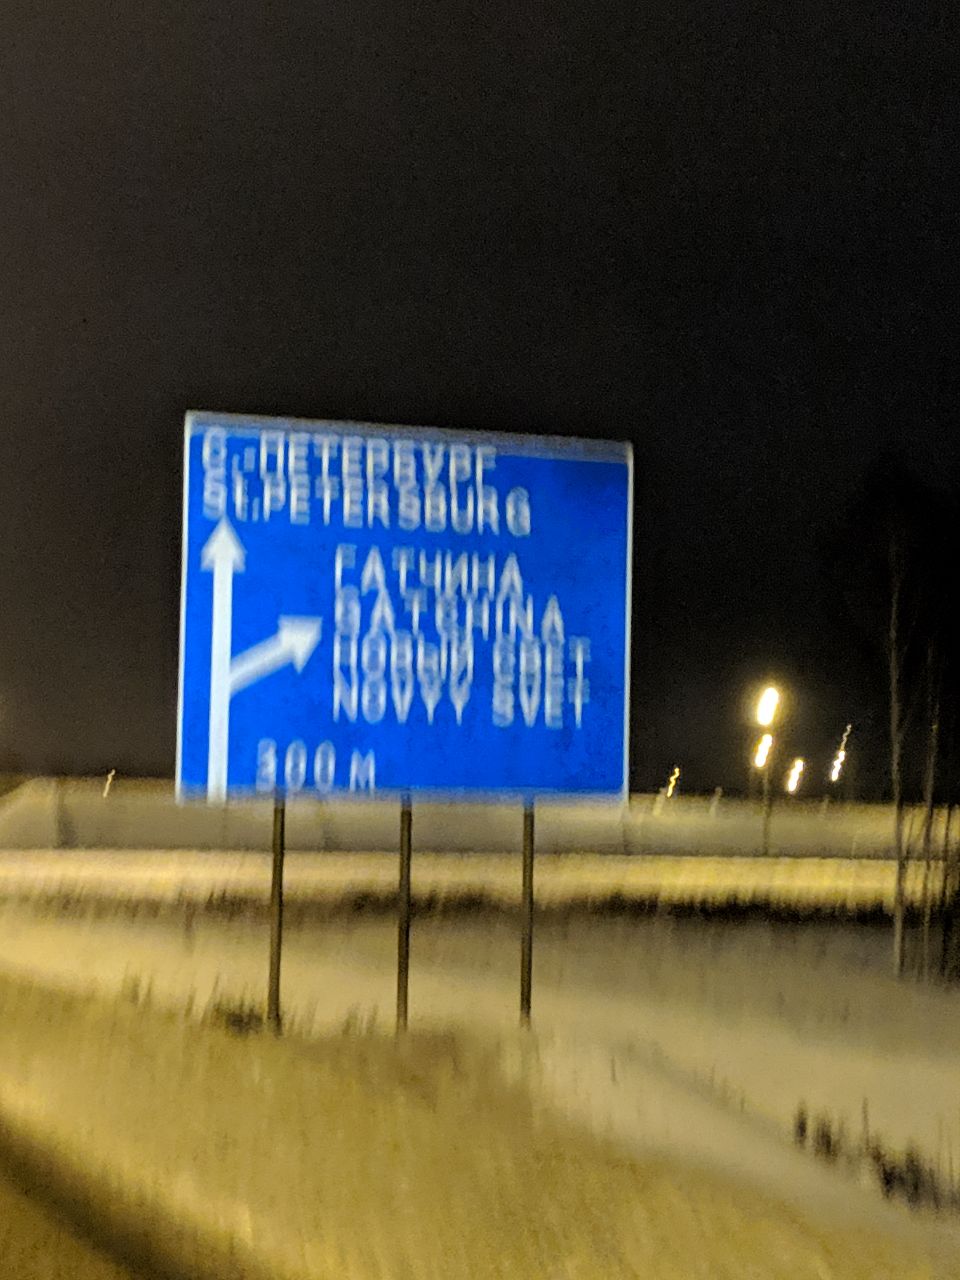 С.-ПЕТЕРБУРГ
St.PETERSBURG
ГАТЧИНА
GATCHINA
НОВЫЙ СВЕТ
NOVYY SVET
300 м